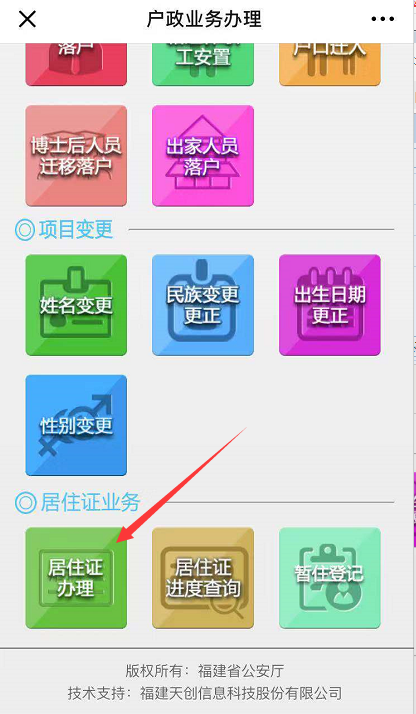 户政业务办理
落户
工安置
户口迁入
博士后人员
迁移落户
出家人员
落户
项目变更
姓名变更
民族变更
更正
出生日期
更正
性别变更
居住证业务
居住证
办理
居住证
进度查询
暂住登记
版权所有：福建省公安厅
技术支持：福建天创信息科技股份有限公司